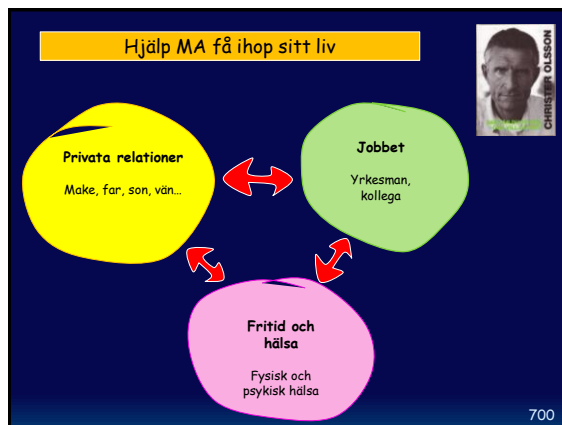 Hjälp MA få ihop sitt liv
CHRISTER OLSSON
Privata relationer
Make, far, son, vän...
Jobbet
Yrkesman,
kollega
Fritid och
hälsa
Fysisk och
psykisk hälsa
700